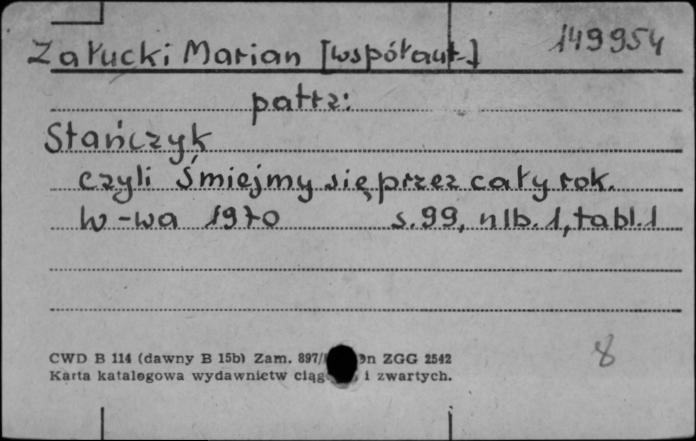 149954
Załucki Marian [współaut.]
patrz:
Stańczyk
czyli Śmiejmy się przez cały rok.
W-wa 1970 s.99, nlb.1, tabl.1
8
CWD B 114 (dawny B 15b) Zam. 897/ ZGG 2542
Karta katalogowa wydawnictw i zwartych.